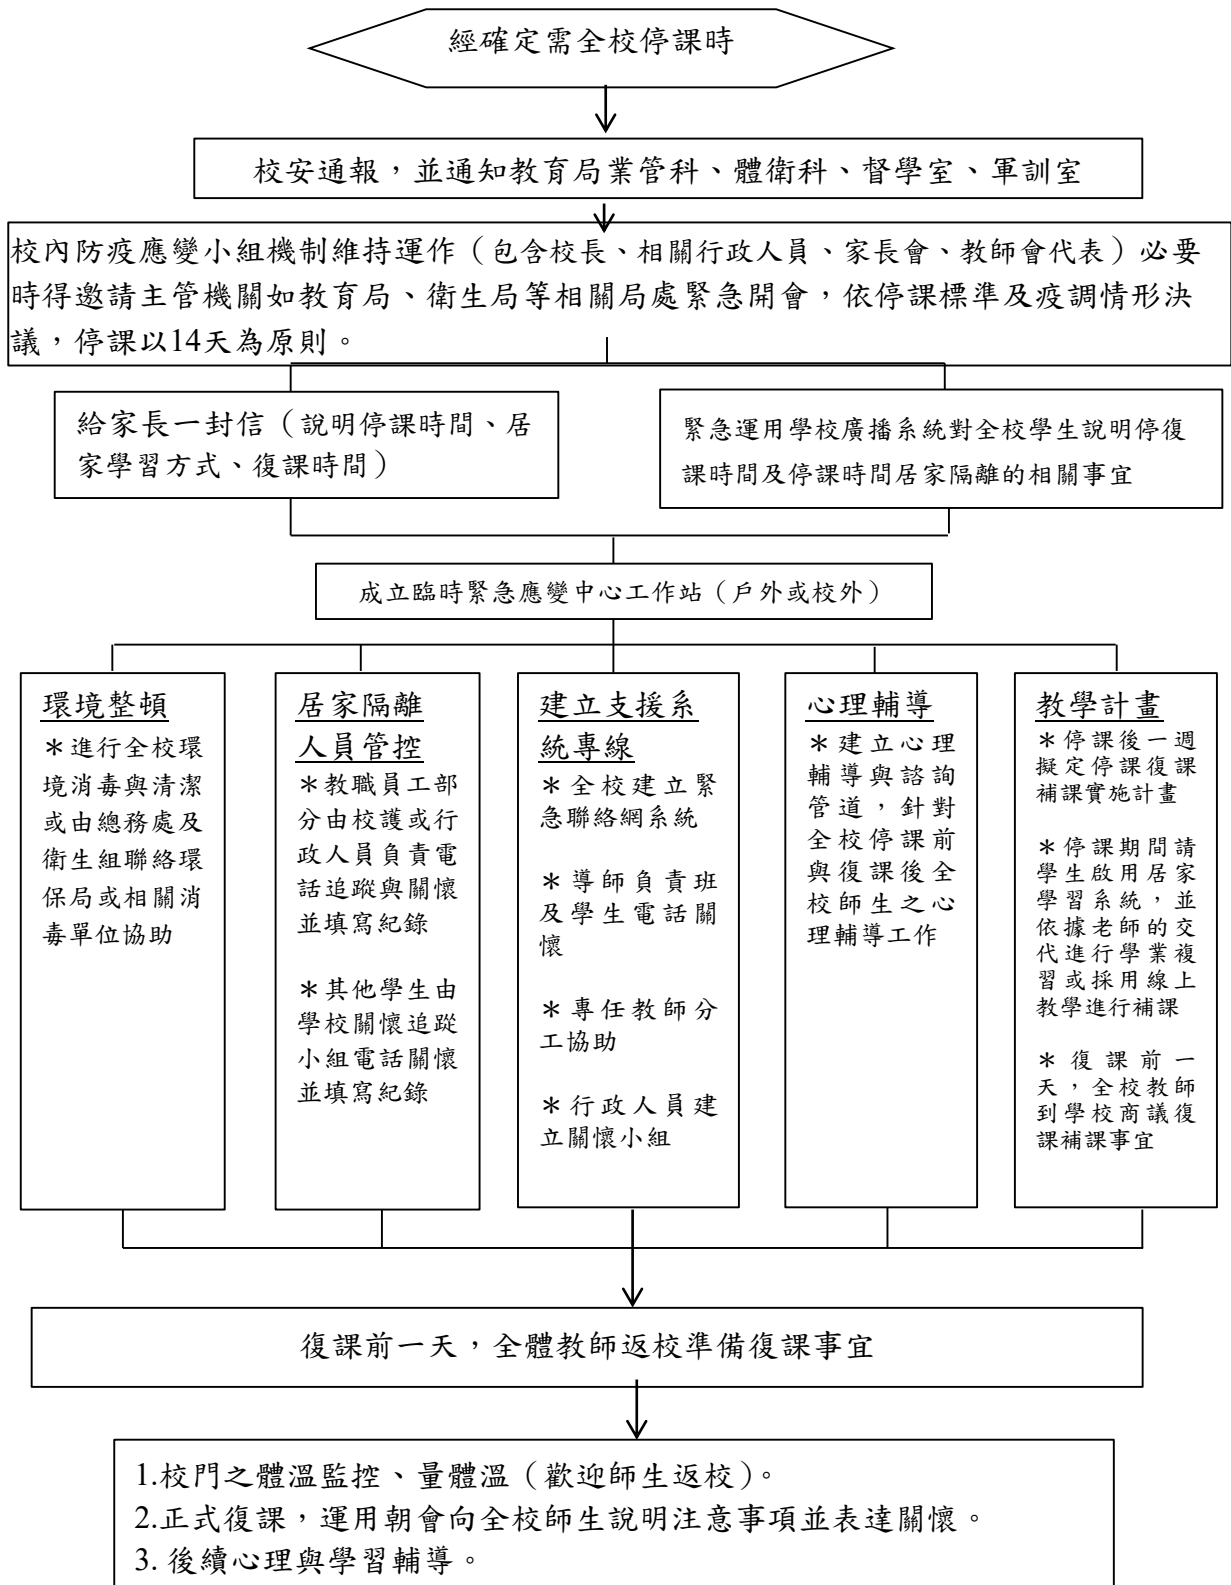 經確定需全校停課時
校安通報，並通知教育局業管科、體衛科、督學室、軍訓室
校內防疫應變小組機制維持運作（包含校長、相關行政人員、家長會、教師會代表）必要
時得邀請主管機關如教育局、衛生局等相關局處緊急開會，依停課標準及疫調情形決
議，停課以14天為原則。
給家長一封信（說明停課時間、居
家學習方式、復課時間）
緊急運用學校廣播系統對全校學生說明停復
課時間及停課時間居家隔離的相關事宜
成立臨時緊急應變中心工作站（戶外或校外）
環境整頓
＊進行全校環
境消毒與清潔
或由總務處及
衛生組聯絡環
保局或相關消
毒單位協助
居家隔離
人員管控
＊教職員工部
分由校護或行
政人員負責電
話追蹤與關懷
並填寫紀錄
＊其他學生由
學校關懷追蹤
小組電話關懷
並填寫紀錄
建立支援系
統專線
＊全校建立緊
急聯絡網系統
＊導師負責班
及學生電話關
懷
＊專任教師分
工協助
＊行政人員建
立關懷小組
心理輔導
＊建立心理
輔導與諮詢
管道，針對
全校停課前
與復課後全
校師生之心
理輔導工作
教學計畫
＊停課後一週
擬定停課復課
補課實施計畫
＊停課期間請
學生啟用居家
學習系統，並
依據老師的交
代進行學業複
習或採用線上
教學進行補課
＊復課前一
天，全校教師
到學校商議復
課補課事宜
復課前一天，全體教師返校準備復課事宜
1.校門之體溫監控、量體溫（歡迎師生返校）。
2.正式復課，運用朝會向全校師生說明注意事項並表達關懷。
3. 後續心理與學習輔導。